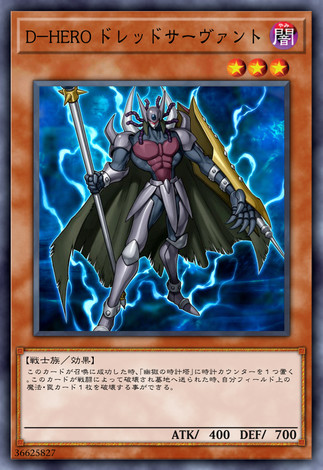 D-HERO ドレッドサーヴァント
やみ
闇
【戦士族／効果】
このカードが召喚に成功した時、「幽獄の時計塔」に時計カウンターを１つ置く
。このカードが戦闘によって破壊され墓地へ送られた時、自分フィールド上の
魔法・罠カード１枚を破壊する事ができる。
ATK/ 400 DEF/ 700
36625827